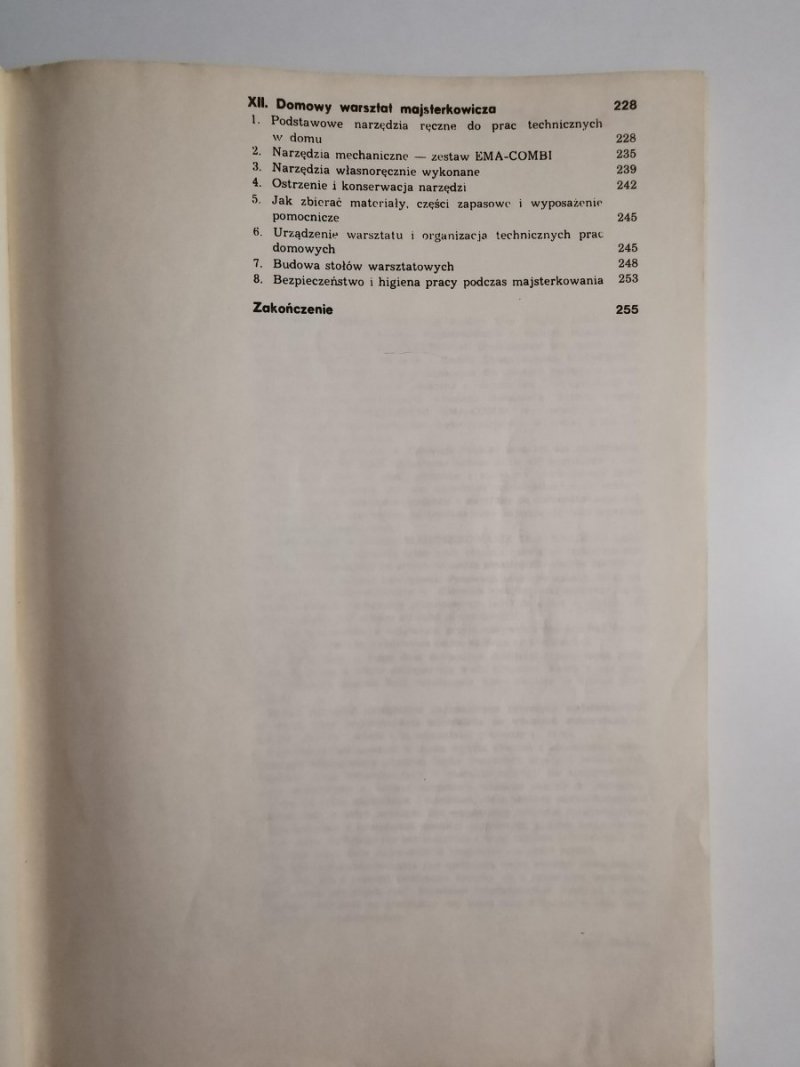 XII. Domowy warsztat majsterkowicza 228
1. Podstawowe narzędzia ręczne do prac technicznych
w domu 228
2. Narzędzia mechaniczne — zestaw EMA-COMBI 235
3. Narzędzia własnoręcznie wykonane 239
4. Ostrzenie i konserwacja narzędzi 242
5. Jak zbierać materiały, części zapasowe i wyposażenie
pomocnicze 245
6. Urządzenie warsztatu i organizacja technicznych prac
domowych 245
7. Budowa stołów warsztatowych 248
8. Bezpieczeństwo i higiena pracy podczas majsterkowania 253
Zakończenie 255